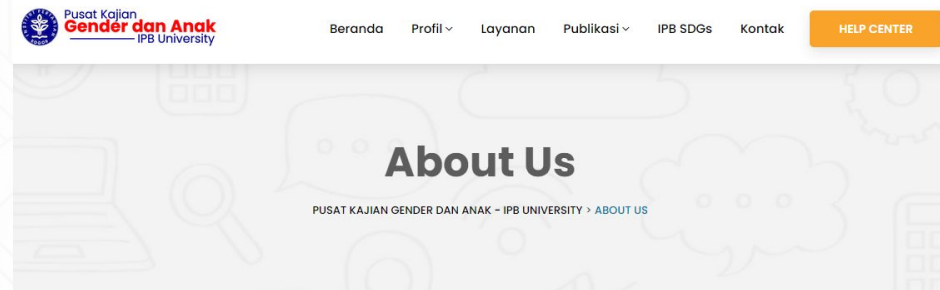 Pusat Kajian
Gender dan Anak
IPB University
Beranda Profil Layanan Publikasi IPB SDGs Kontak HELP CENTER
About Us
PUSAT KAJIAN GENDER DAN ANAK – IPB UNIVERSITY > ABOUT US